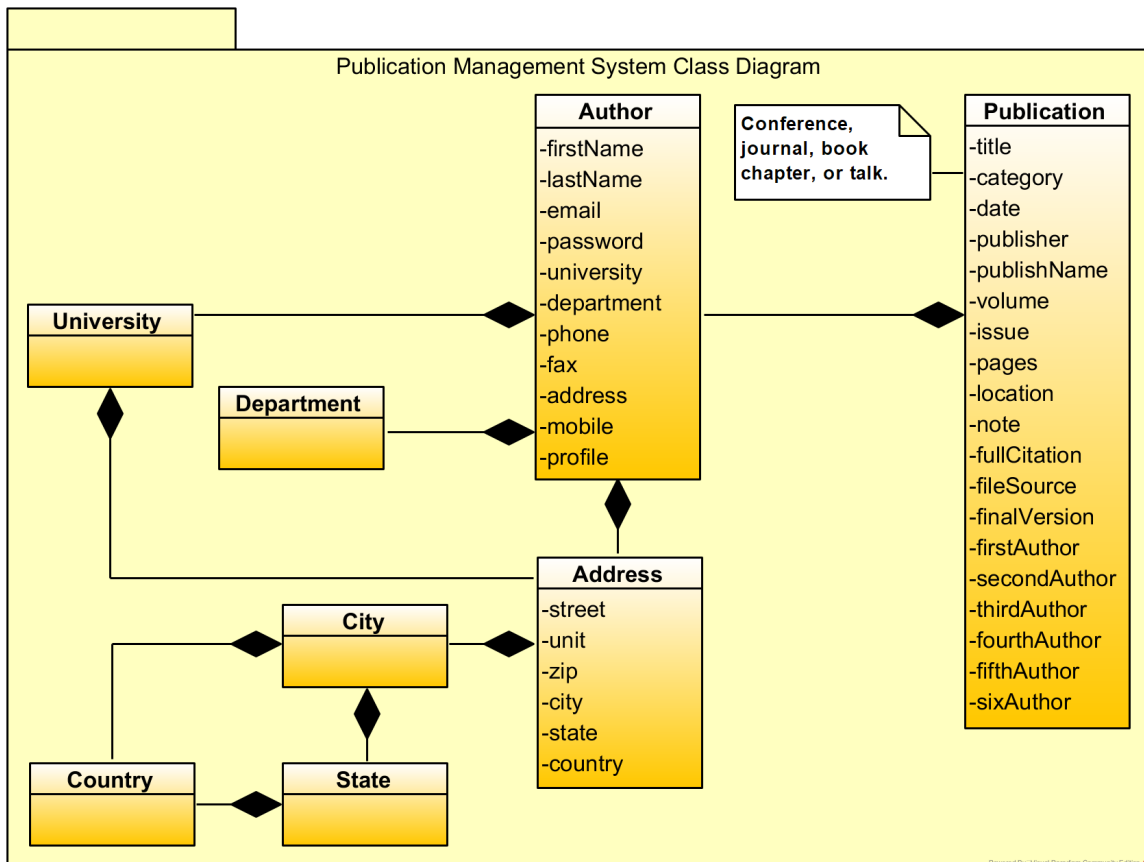 Publication Management System Class Diagram
Author
-firstName
-lastName
-email
-password
-university
-department
-phone
-fax
-address
-mobile
-profile
Conference,
journal, book
chapter, or talk.
Publication
-title
-category
-date
-publisher
-publishName
-volume
-issue
-pages
-location
-note
-fullCitation
-fileSource
-finalVersion
-firstAuthor
-secondAuthor
-thirdAuthor
-fourthAuthor
-fifthAuthor
-sixAuthor
University
Department
Address
-street
-unit
-zip
-city
-state
-country
City
Country
State